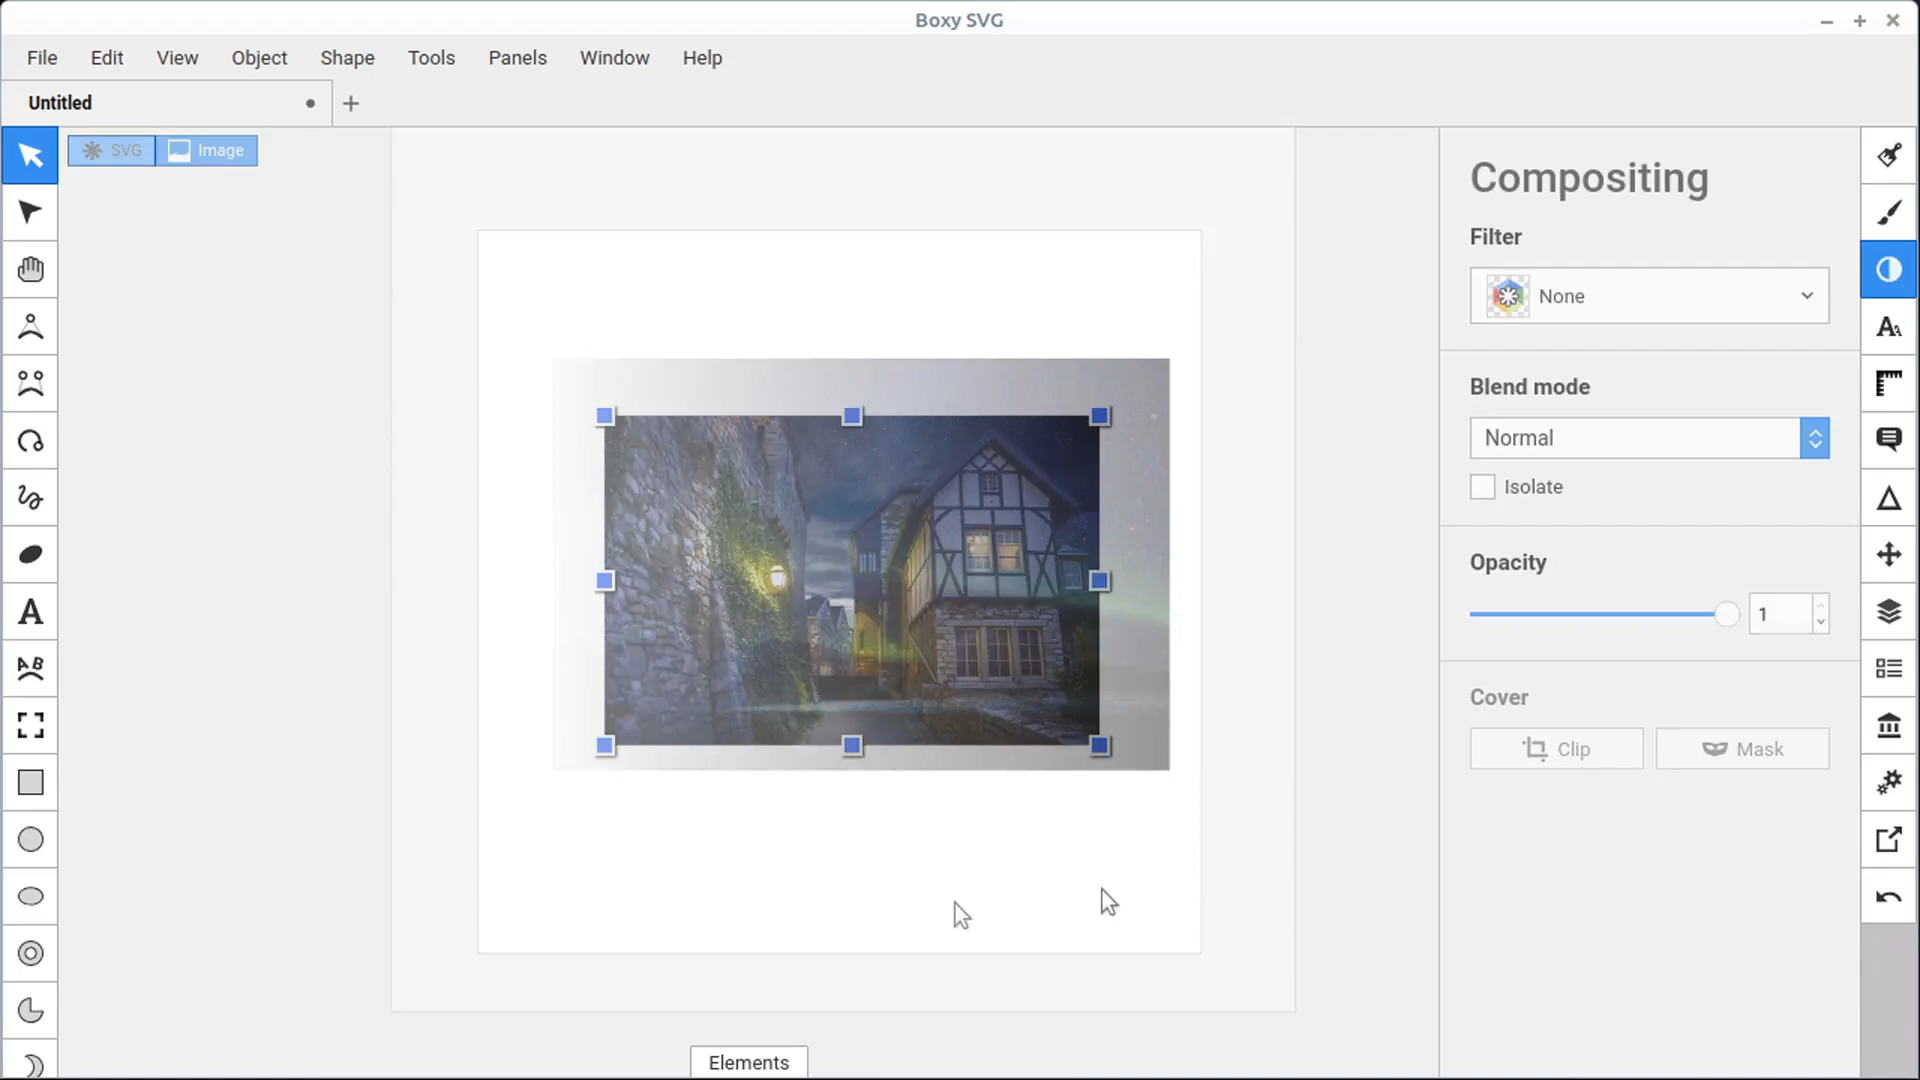 Boxy SVG
File Edit View Object Shape Tools Panels Window Help
Untitled
SVG Image
Compositing
Filter
None
Blend mode
Normal
Isolate
Opacity
1
Cover
Clip Mask
Elements